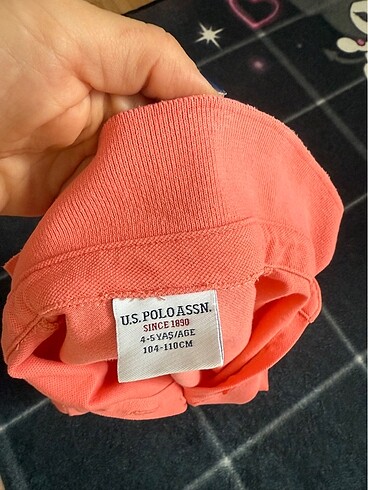 U.S. POLO ASSN.
SINCE 1890
4-5 YAŞ/AGE
104-110CM